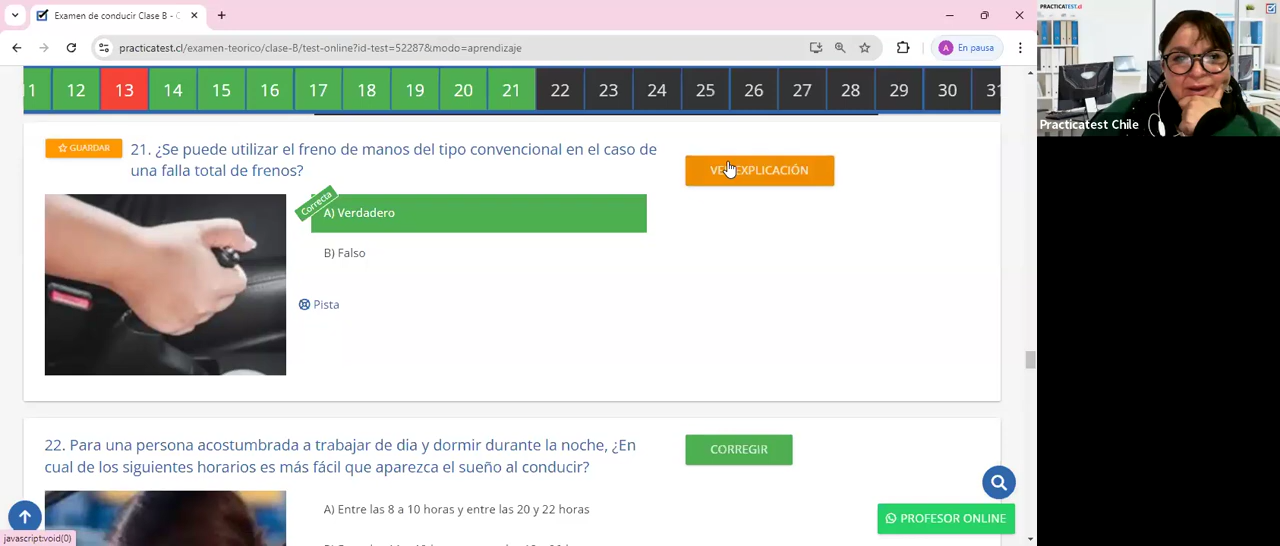 Examen de conducir Clase B - C
practicatest.cl/examen-teorico/clase-B/test-online?id-test=52287&modo=aprendizaje
A En pausa
12 13 14 15 16 17 18 19 20 21 22 23 24 25 26 27 28 29 30
GUARDAR
21. ¿Se puede utilizar el freno de manos del tipo convencional en el caso de
una falla total de frenos?
EXPLICACIÓN
Correcta
A) Verdadero
B) Falso
Pista
22. Para una persona acostumbrada a trabajar de dia y dormir durante la noche, ¿En
cual de los siguientes horarios es más fácil que aparezca el sueño al conducir?
CORREGIR
A) Entre las 8 a 10 horas y entre las 20 y 22 horas
PROFESOR ONLINE
javascript:void(0)
PRACTICATEST.cl
Practicatest Chile